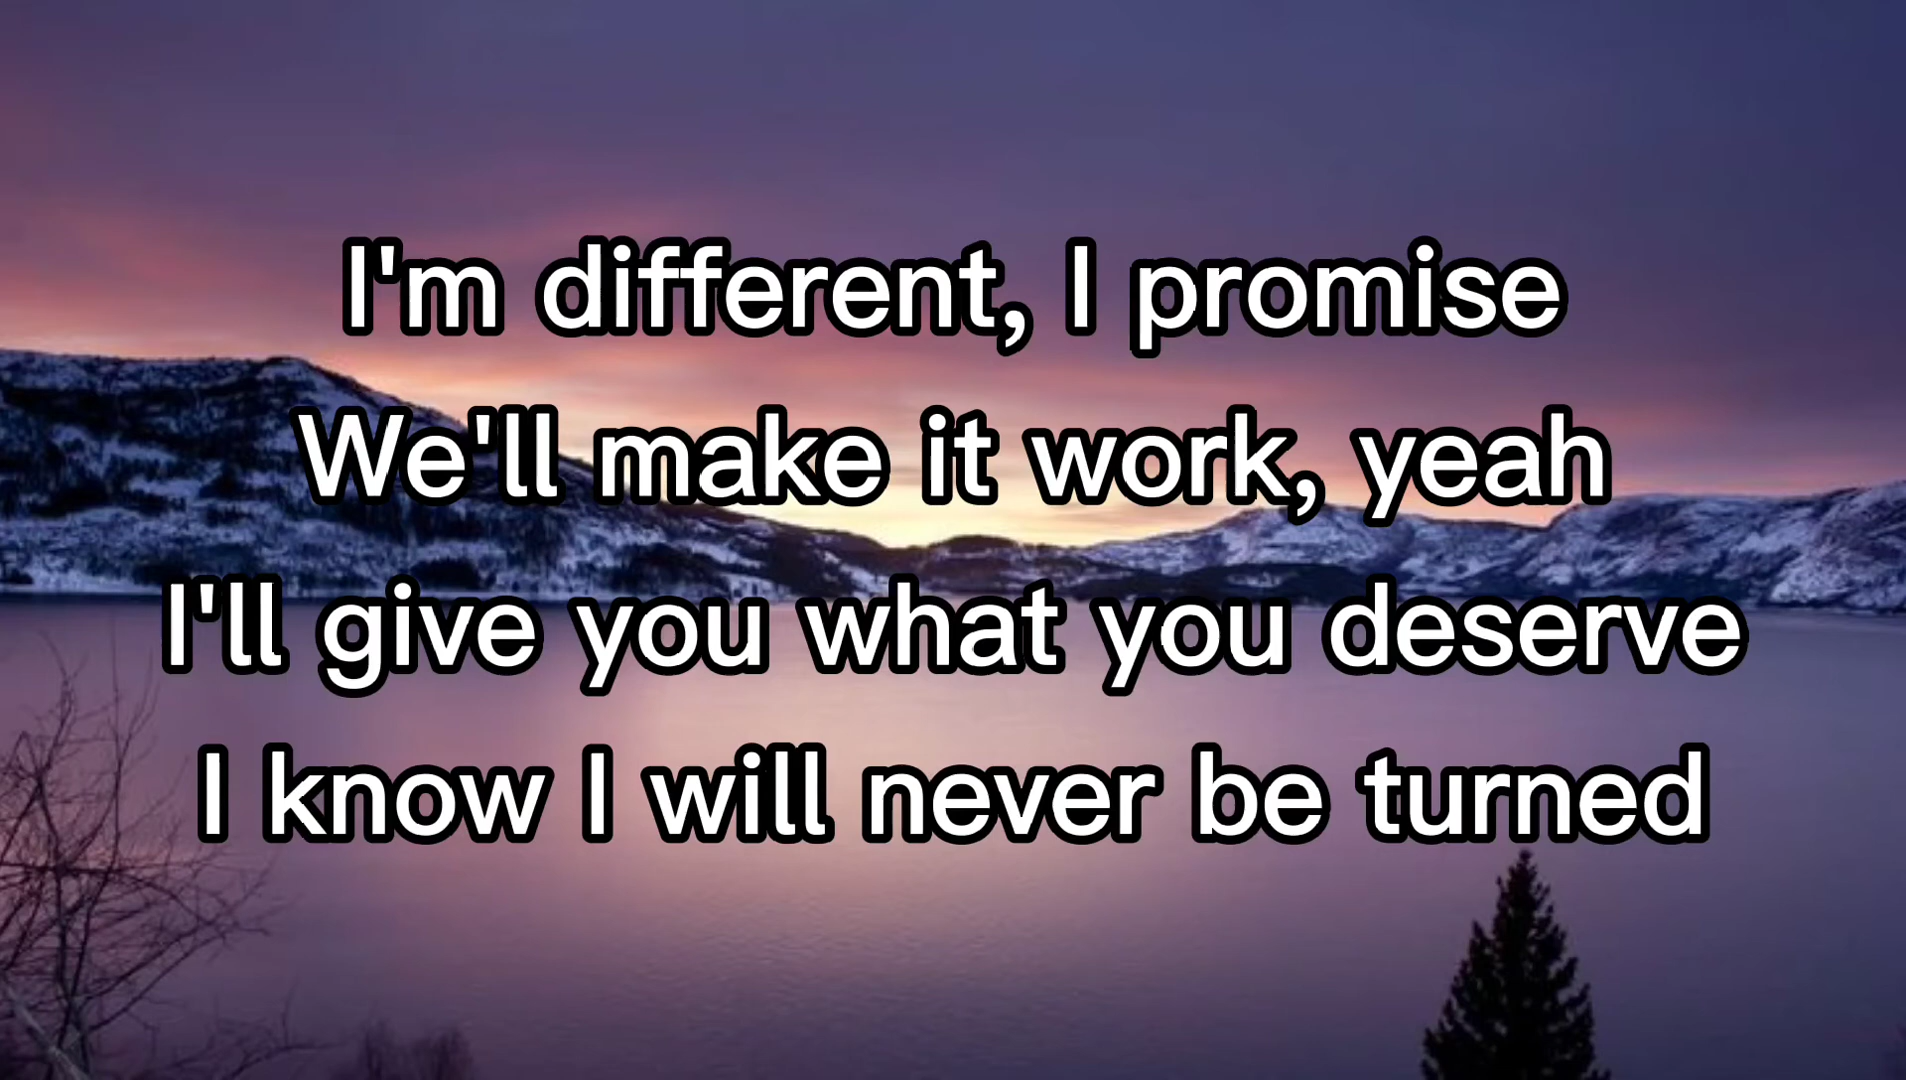 I'm different, I promise
We'll make it work, yeah
I'll give you what you deserve
I know I will never be turned